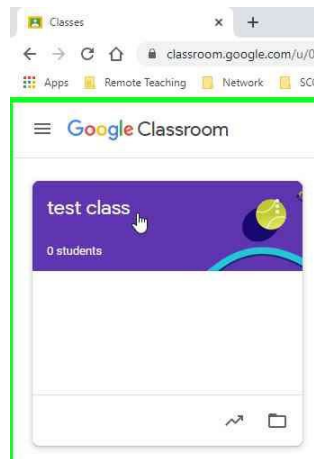 Classes
classroom.google.com/u/0
Apps Remote Teaching Network
Google Classroom
test class
0 students